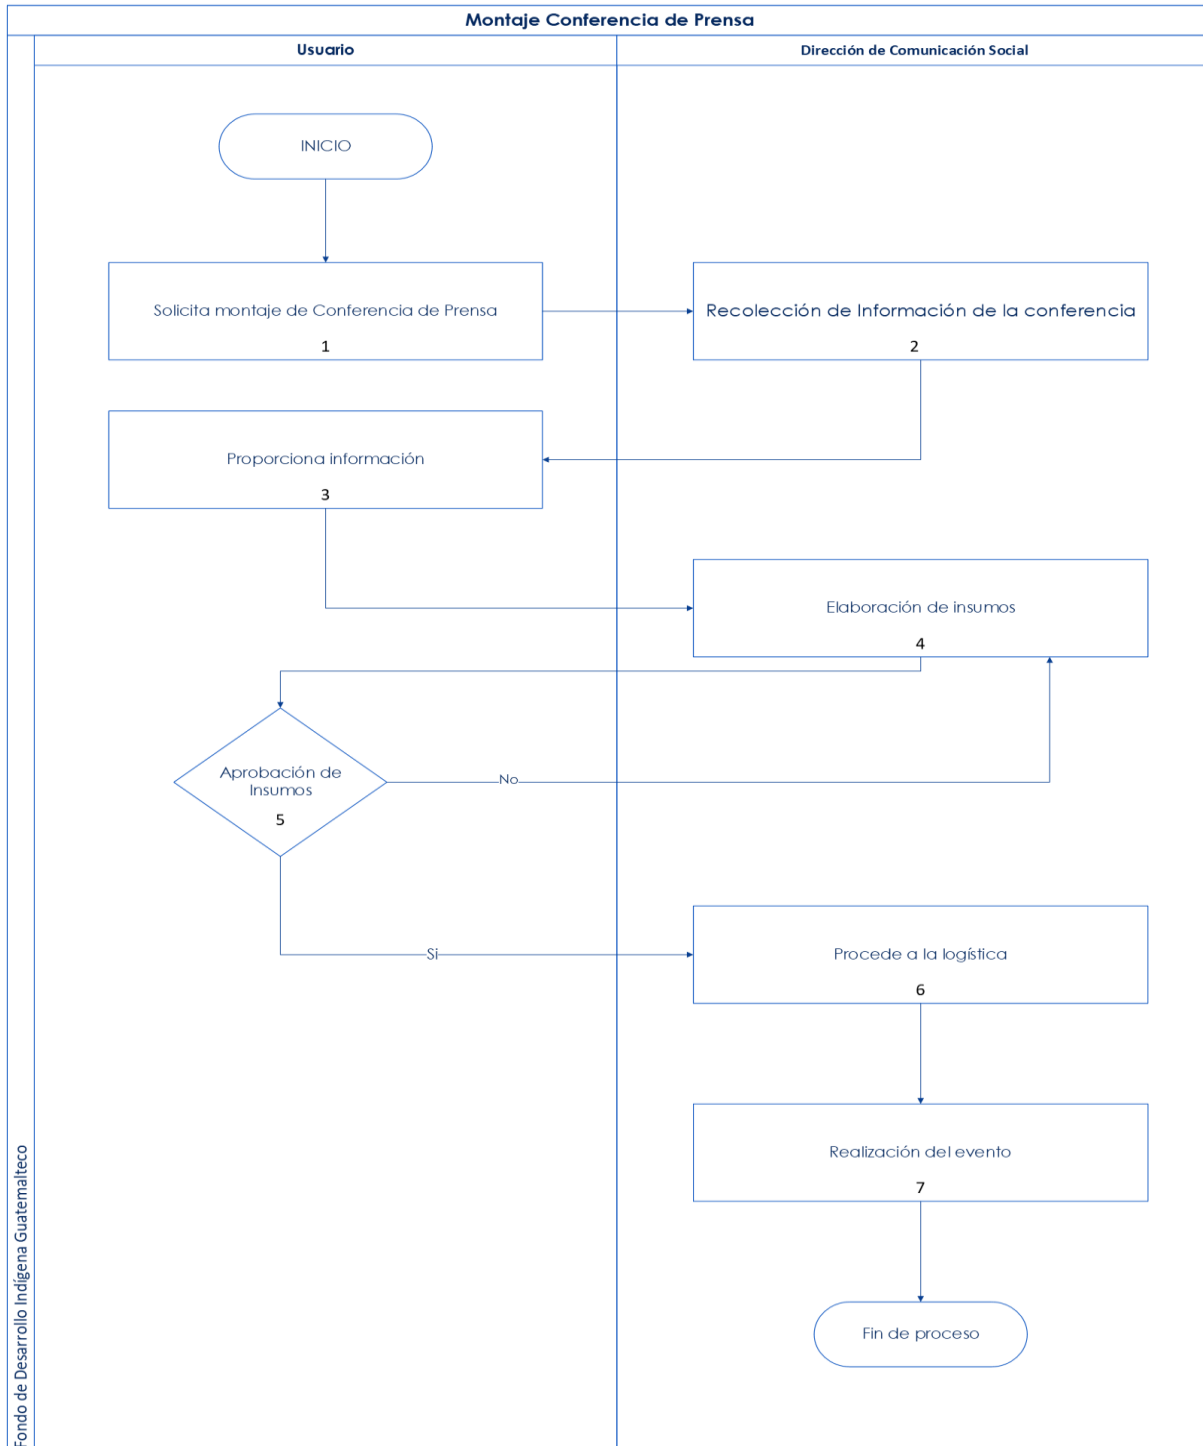 Montaje Conferencia de Prensa
Usuario
Dirección de Comunicación Social
INICIO
Solicita montaje de Conferencia de Prensa
1
Recolección de Información de la conferencia
2
Proporciona información
3
Elaboración de insumos
4
Aprobación de
Insumos
5
No
Si
Procede a la logística
6
Realización del evento
7
Fin de proceso
Fondo de Desarrollo Indígena Guatemalteco